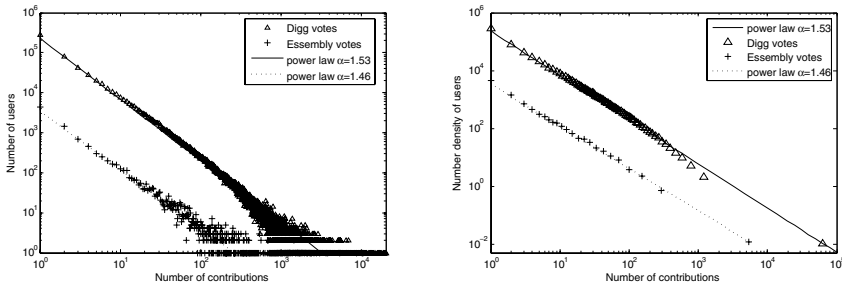 10^6
10^5
10^4
10^3
10^2
10^1
10^0
Number of users
10^0 10^1 10^2 10^3 10^4
Number of contributions
Digg votes
Essembly votes
power law α=1.53
power law α=1.46
10^6
10^4
10^2
10^0
10^-2
Number density of users
10^0 10^1 10^2 10^3 10^4 10^5
Number of contributions
power law α=1.53
Digg votes
Essembly votes
power law α=1.46